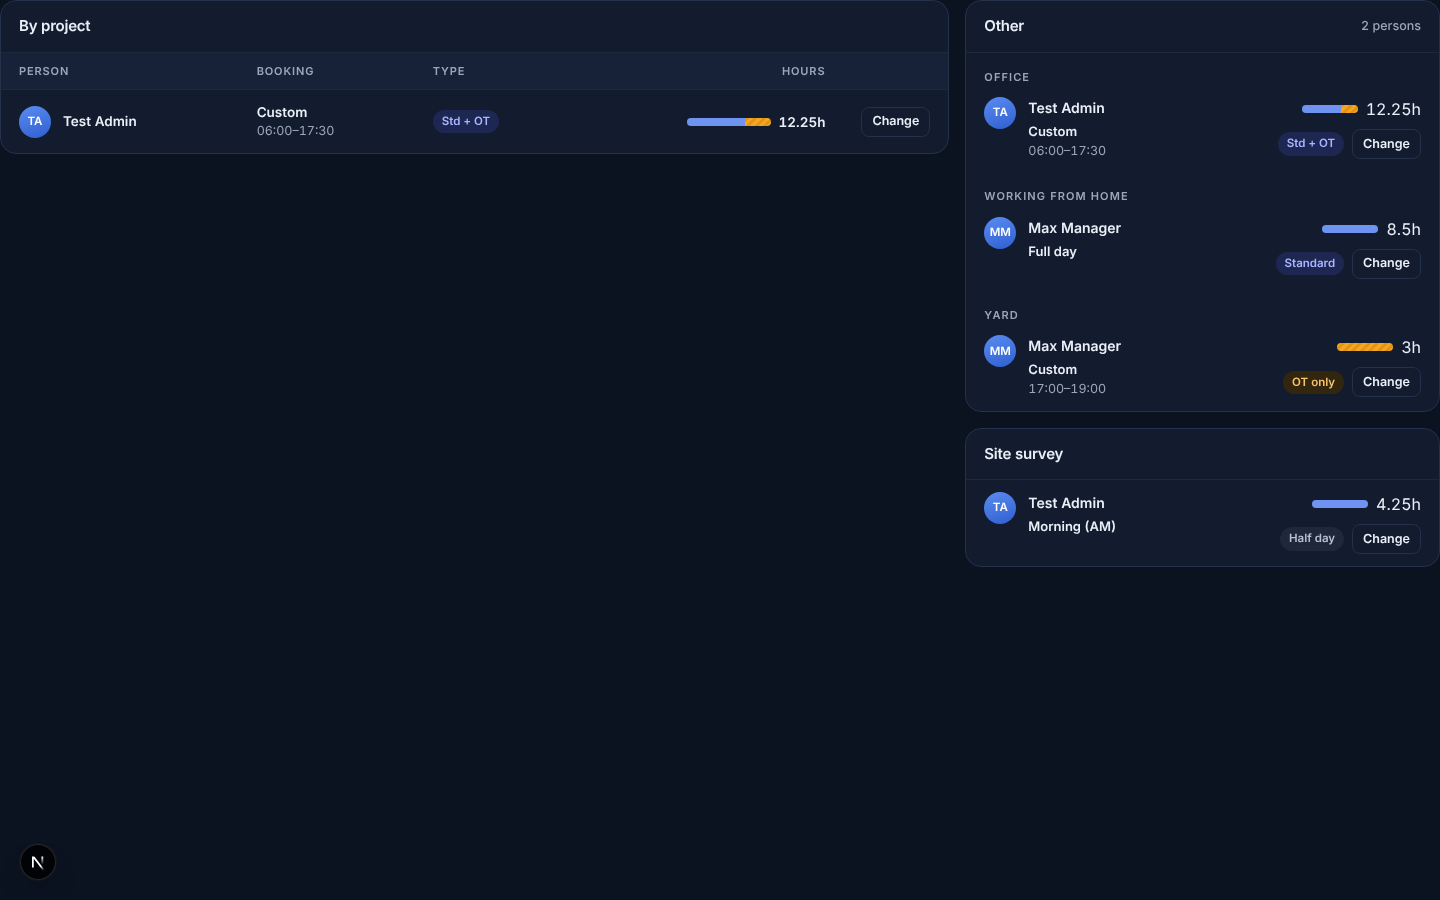 By project
PERSON BOOKING TYPE HOURS
TA Test Admin Custom Std + OT 12.25h Change
06:00–17:30
Other 2 persons
OFFICE
TA Test Admin 12.25h
Custom Std + OT Change
06:00–17:30
WORKING FROM HOME
MM Max Manager 8.5h
Full day Standard Change
YARD
MM Max Manager 3h
Custom OT only Change
17:00–19:00
Site survey
TA Test Admin 4.25h
Morning (AM) Half day Change
N